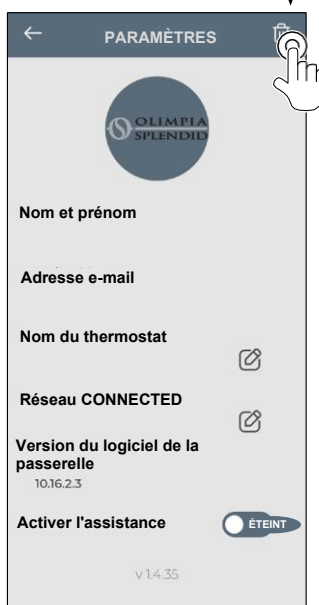 PARAMÈTRES
OLIMPIA
SPLENDID
Nom et prénom
Adresse e-mail
Nom du thermostat
Réseau CONNECTED
Version du logiciel de la
passerelle
10.16.2.3
Activer l'assistance
ÉTEINT
v 1.4.35